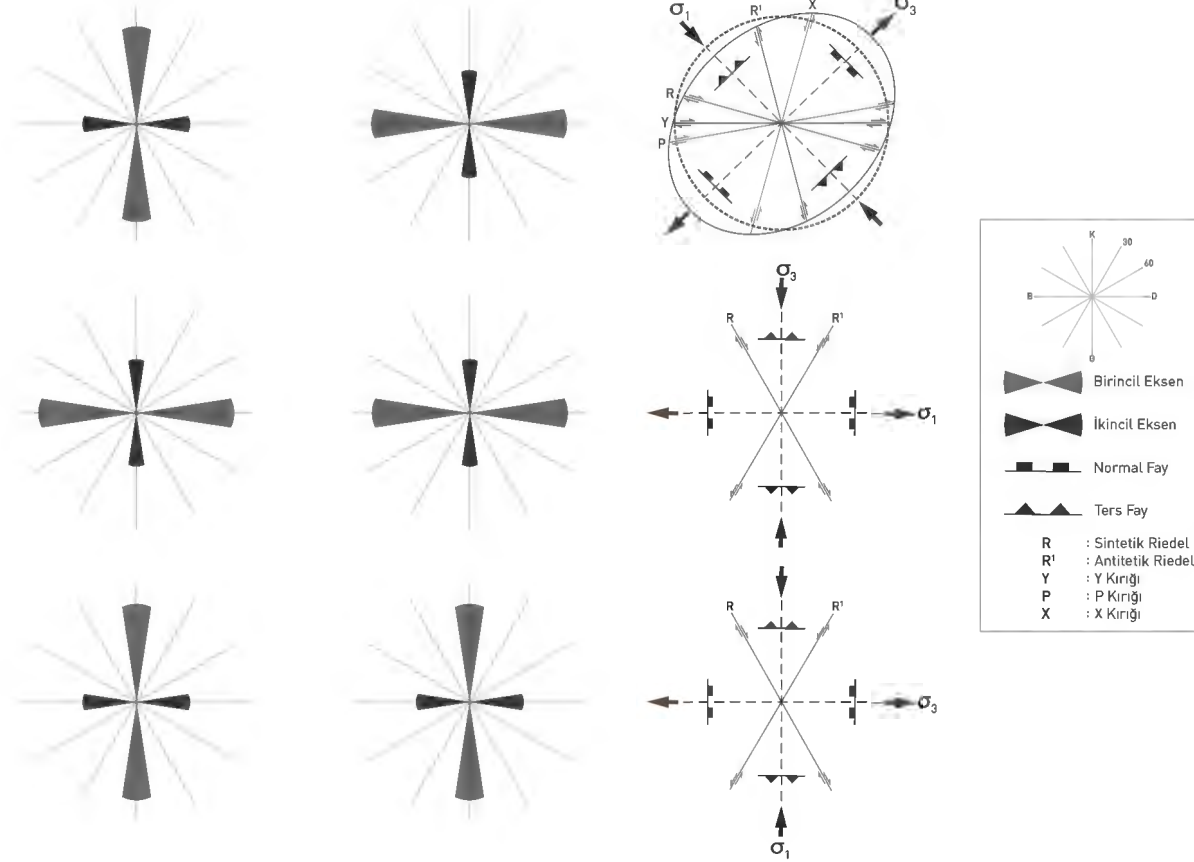 σ₁
R¹
X
σ₃
R
Y
P
σ₃
R
R¹
σ₁
R
R¹
σ₃
σ₁
K
30
60
B
D
G
Birincil Eksen
İkincil Eksen
Normal Fay
Ters Fay
R : Sintetik Riedel
R¹ : Antitetik Riedel
Y : Y Kırığı
P : P Kırığı
X : X Kırığı